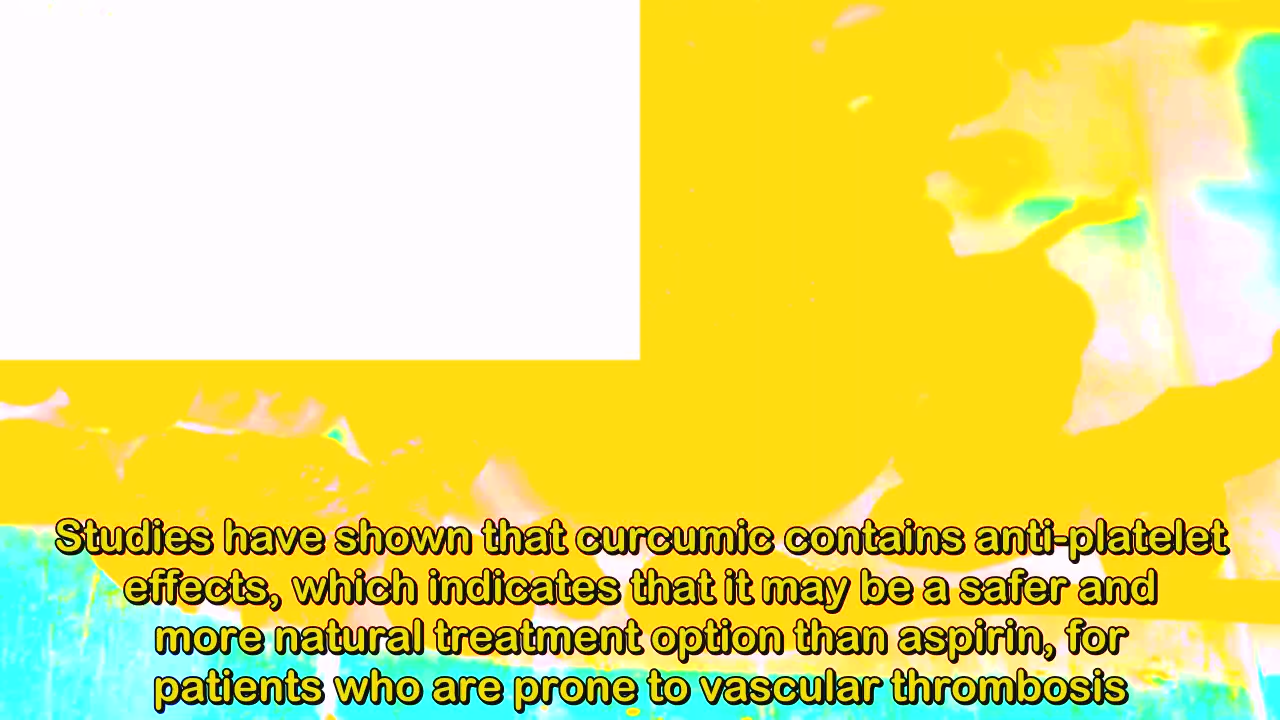 Studies have shown that curcumic contains anti-platelet
effects, which indicates that it may be a safer and
more natural treatment option than aspirin, for
patients who are prone to vascular thrombosis